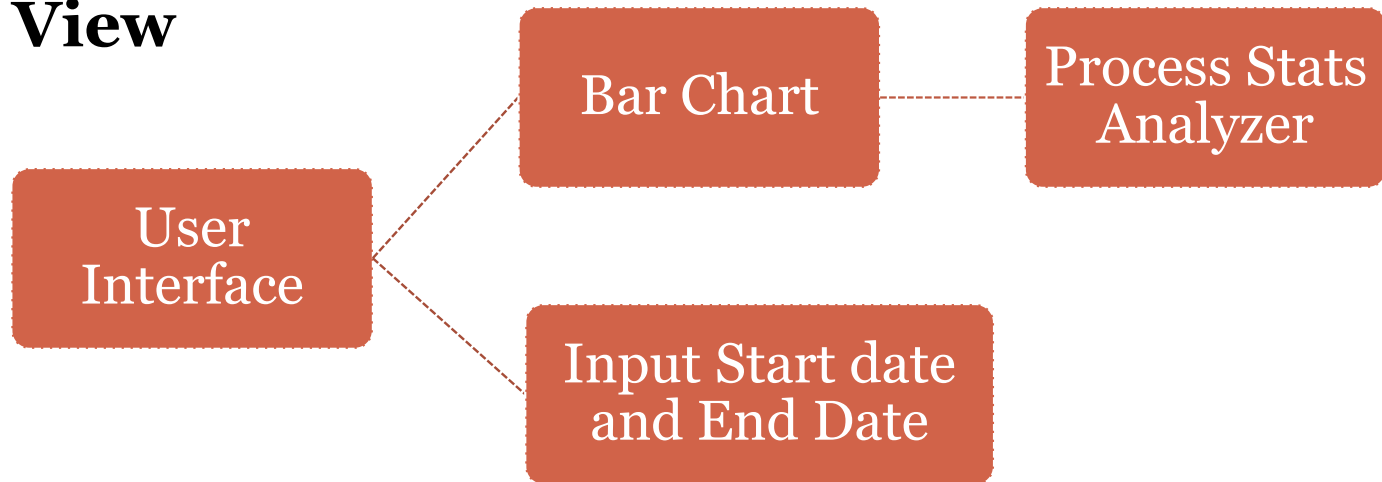 View
Bar Chart
Process Stats
Analyzer
User
Interface
Input Start date
and End Date